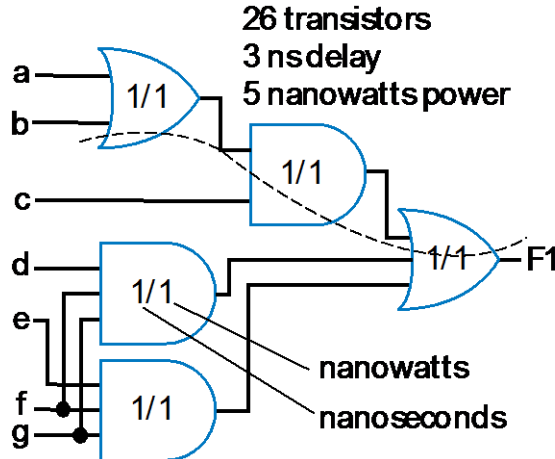 26 transistors
3 ns delay
5 nanowatts power
a
1/1
b
1/1
c
d
1/1
1/1
F1
e
nanowatts
f
1/1
nanoseconds
g